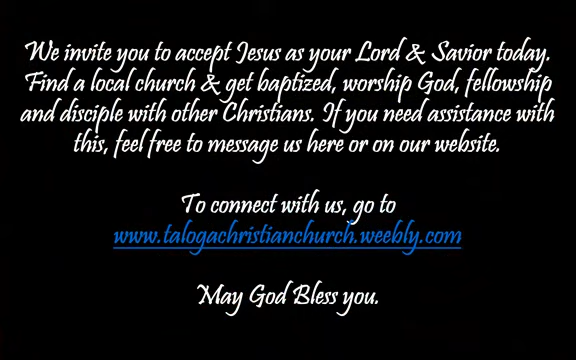 We invite you to accept Jesus as your Lord & Savior today.
Find a local church & get baptized, worship God, fellowship
and disciple with other Christians. If you need assistance with
this, feel free to message us here or on our website.
To connect with us, go to
www.talogachristianchurch.weebly.com
May God Bless you.